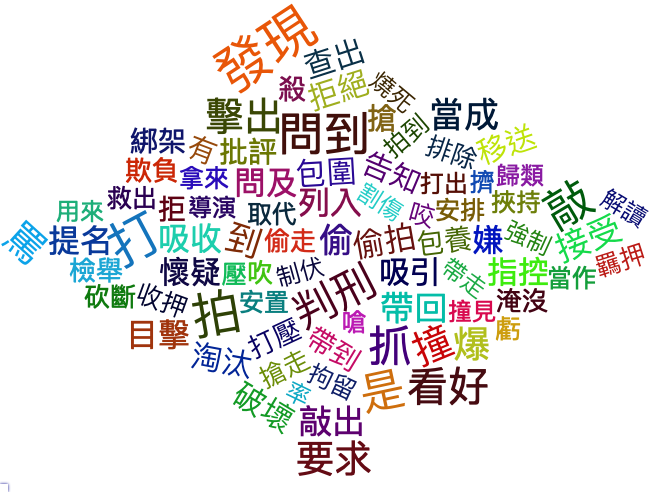 發現
查出
殺
拒絕
燒死
擊出
問到
搶
拍到
當成
綁架
有
批評
排除
移送
欺負
拿來
問及
包圍
告知
打出
擠
歸類
救出
拒
導演
取代
列入
割傷
咬
安排
挾持
敲
解讀
用來
罵
提名
打
吸收
到
偷走
偷
偷拍
包養
嫌
強制
接受
檢舉
懷疑
壓
吹
制伏
判刑
吸引
帶走
指控
當作
羈押
砍斷
收押
拍
安置
嗆
帶回
撞見
淹沒
目擊
打壓
帶到
抓
撞
爆
虧
淘汰
搶走
拘留
率
是
看好
破壞
敲出
要求